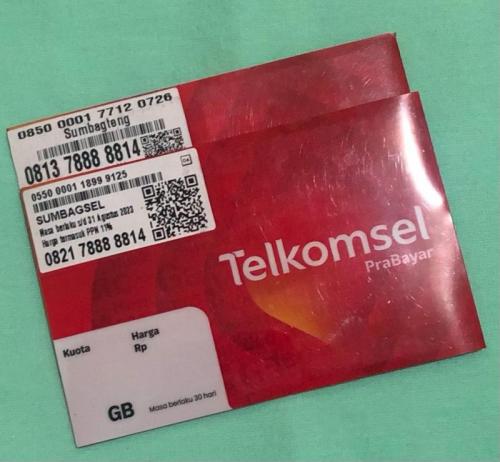 0850 0001 7712 0726
Sumbagteng
0813 7888 8814
0550 0001 1899 9125
04
SUMBAGSEL
Masa berlaku s/d 31 Agustus 2023
Harga termasuk PPN 11%
0821 7888 8814
Telkomsel
PraBayar
Kuota
Harga
Rp
GB
Masa berlaku 30 hari